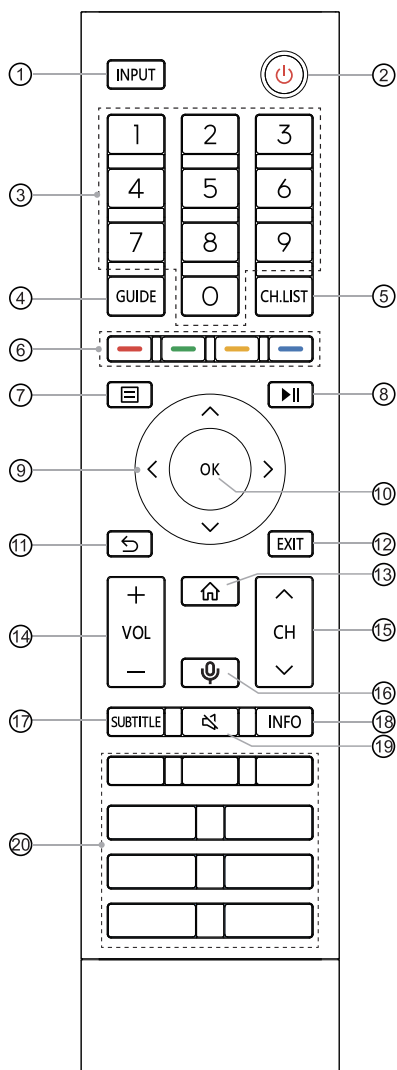 ① INPUT ②
1 2 3
③ 4 5 6
7 8 9
④ GUIDE 0 CH.LIST ⑤
⑥
⑦ ⑧
⑨ OK
⑩
⑪ EXIT ⑫
⑬
+
⑭ VOL CH ⑮
—
⑯
⑰ SUBTITLE INFO ⑱
⑲
⑳